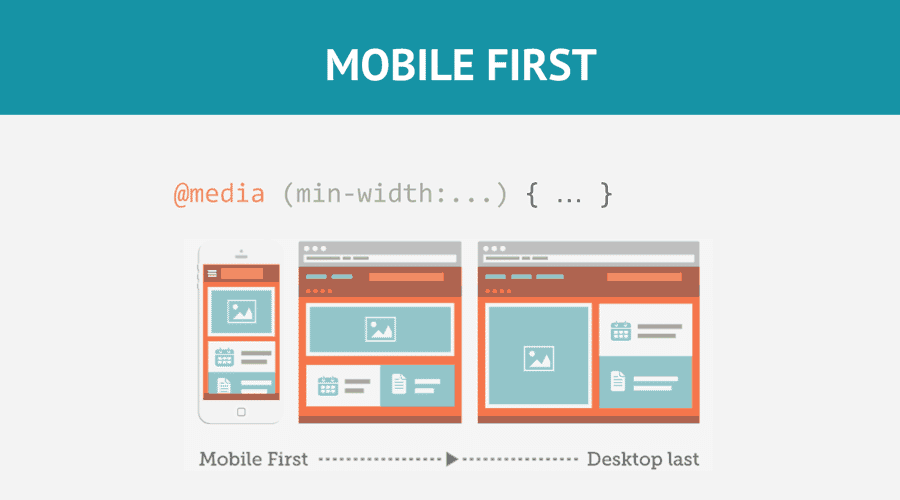 MOBILE FIRST
@media (min-width:...) { ... }
Mobile First
Desktop last